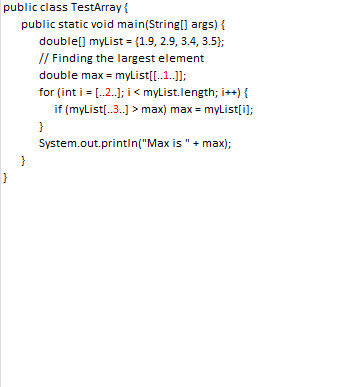 public class TestArray {
public static void main(String[] args) {
double[] myList = {1.9, 2.9, 3.4, 3.5};
// Finding the largest element
double max = myList[[..1..]];
for (int i = [..2..]; i < myList.length; i++) {
if (myList[..3..] > max) max = myList[i];
}
System.out.println("Max is " + max);
}
}